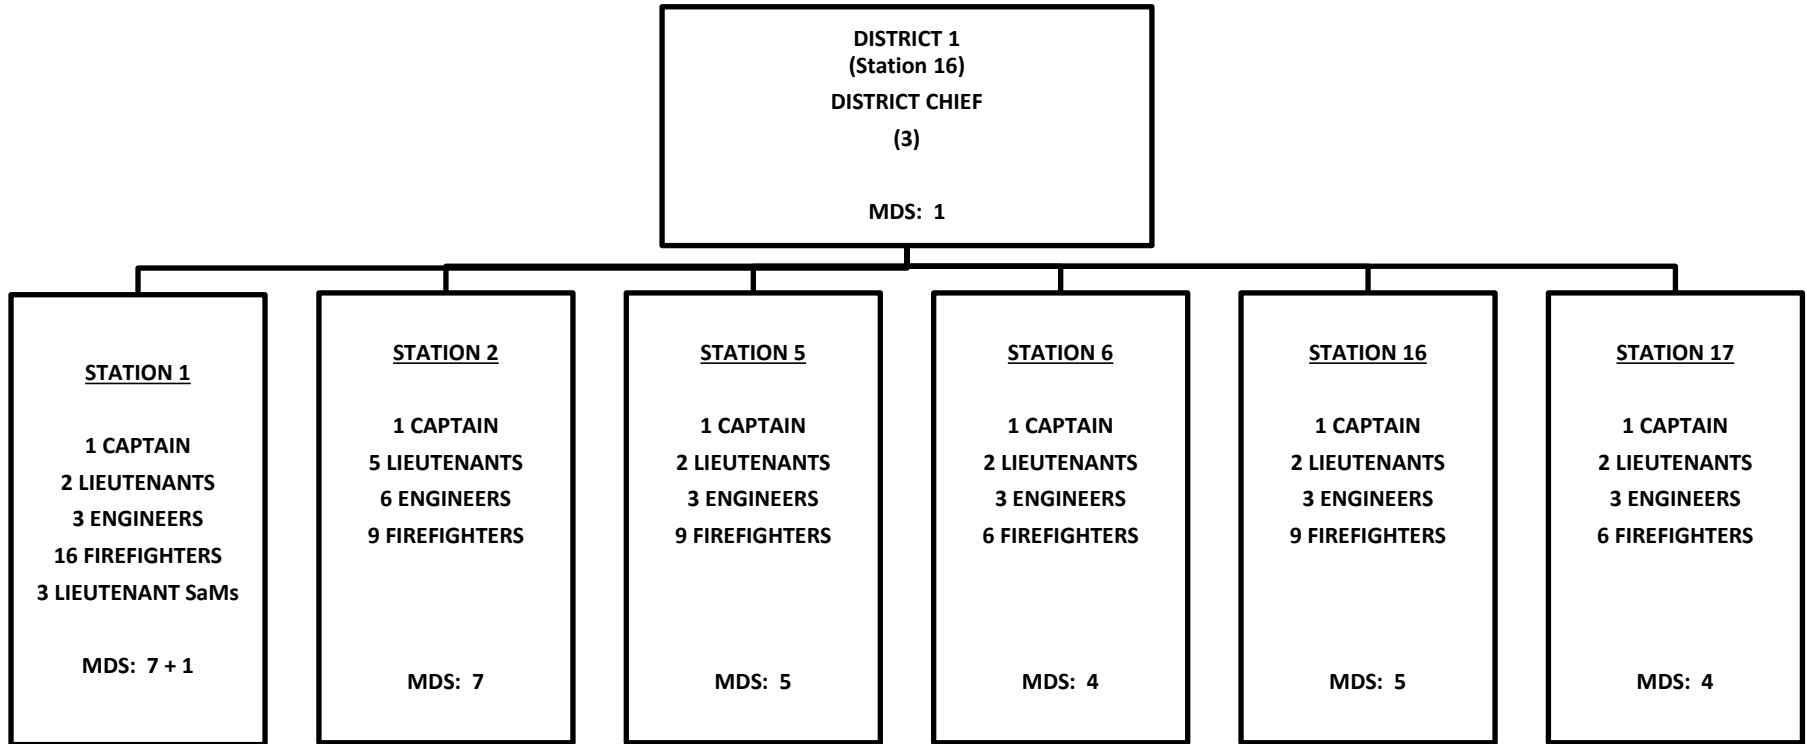 DISTRICT 1
(Station 16)
DISTRICT CHIEF
(3)
MDS:  1
STATION 1
1 CAPTAIN
2 LIEUTENANTS
3 ENGINEERS
16 FIREFIGHTERS
3 LIEUTENANT SaMs
MDS:  7 + 1
STATION 2
1 CAPTAIN
5 LIEUTENANTS
6 ENGINEERS
9 FIREFIGHTERS
MDS:  7
STATION 5
1 CAPTAIN
2 LIEUTENANTS
3 ENGINEERS
9 FIREFIGHTERS
MDS:  5
STATION 6
1 CAPTAIN
2 LIEUTENANTS
3 ENGINEERS
6 FIREFIGHTERS
MDS:  4
STATION 16
1 CAPTAIN
2 LIEUTENANTS
3 ENGINEERS
9 FIREFIGHTERS
MDS:  5
STATION 17
1 CAPTAIN
2 LIEUTENANTS
3 ENGINEERS
6 FIREFIGHTERS
MDS:  4